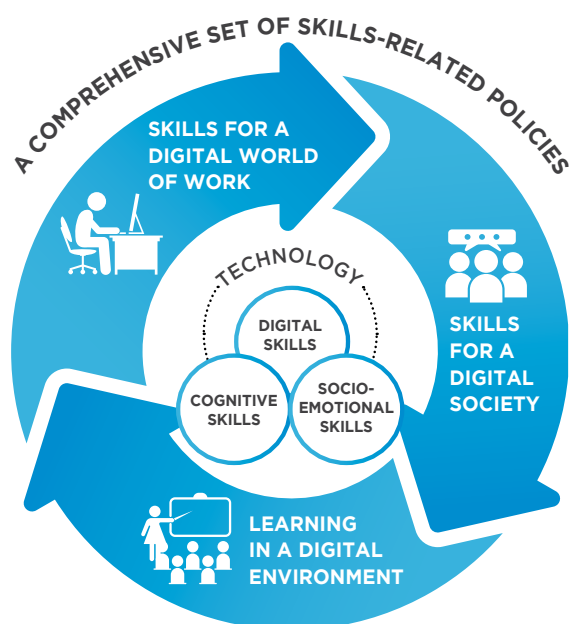 A COMPREHENSIVE SET OF SKILLS-RELATED POLICIES
SKILLS FOR A
DIGITAL WORLD
OF WORK
TECHNOLOGY
DIGITAL
SKILLS
COGNITIVE
SKILLS
SOCIO-
EMOTIONAL
SKILLS
SKILLS
FOR A
DIGITAL
SOCIETY
LEARNING
IN A DIGITAL
ENVIRONMENT